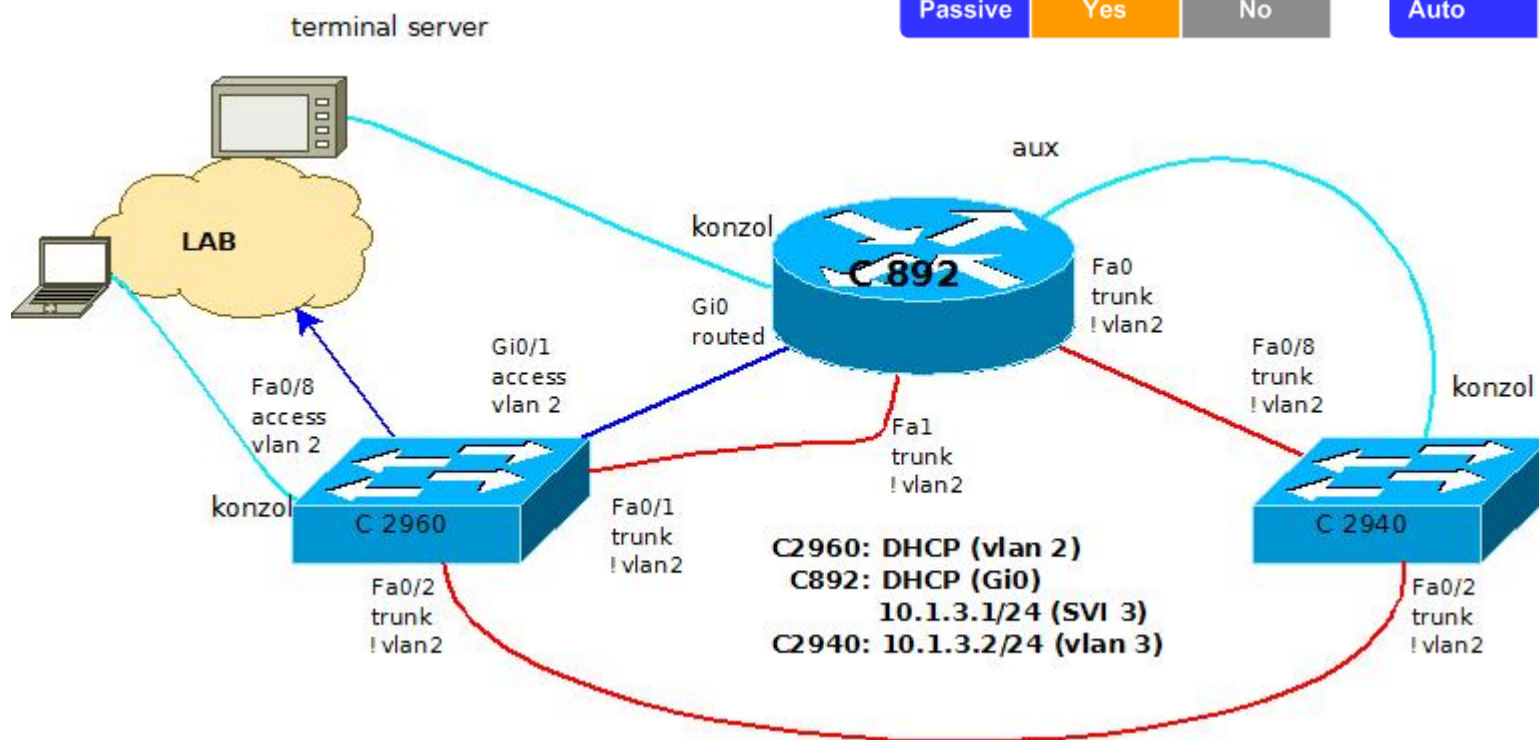 Passive Yes No Auto
terminal server
aux
konzol
LAB
C 892
Fa0
trunk
! vlan2
Gi0
routed
Gi0/1
access
vlan 2
Fa0/8
trunk
! vlan2
Fa0/8
access
vlan 2
konzol
Fa1
trunk
! vlan2
konzol
C 2960
C 2940
Fa0/1
trunk
! vlan2
C2960: DHCP (vlan 2)
C892: DHCP (Gi0)
10.1.3.1/24 (SVI 3)
C2940: 10.1.3.2/24 (vlan 3)
Fa0/2
trunk
! vlan2
Fa0/2
trunk
! vlan2